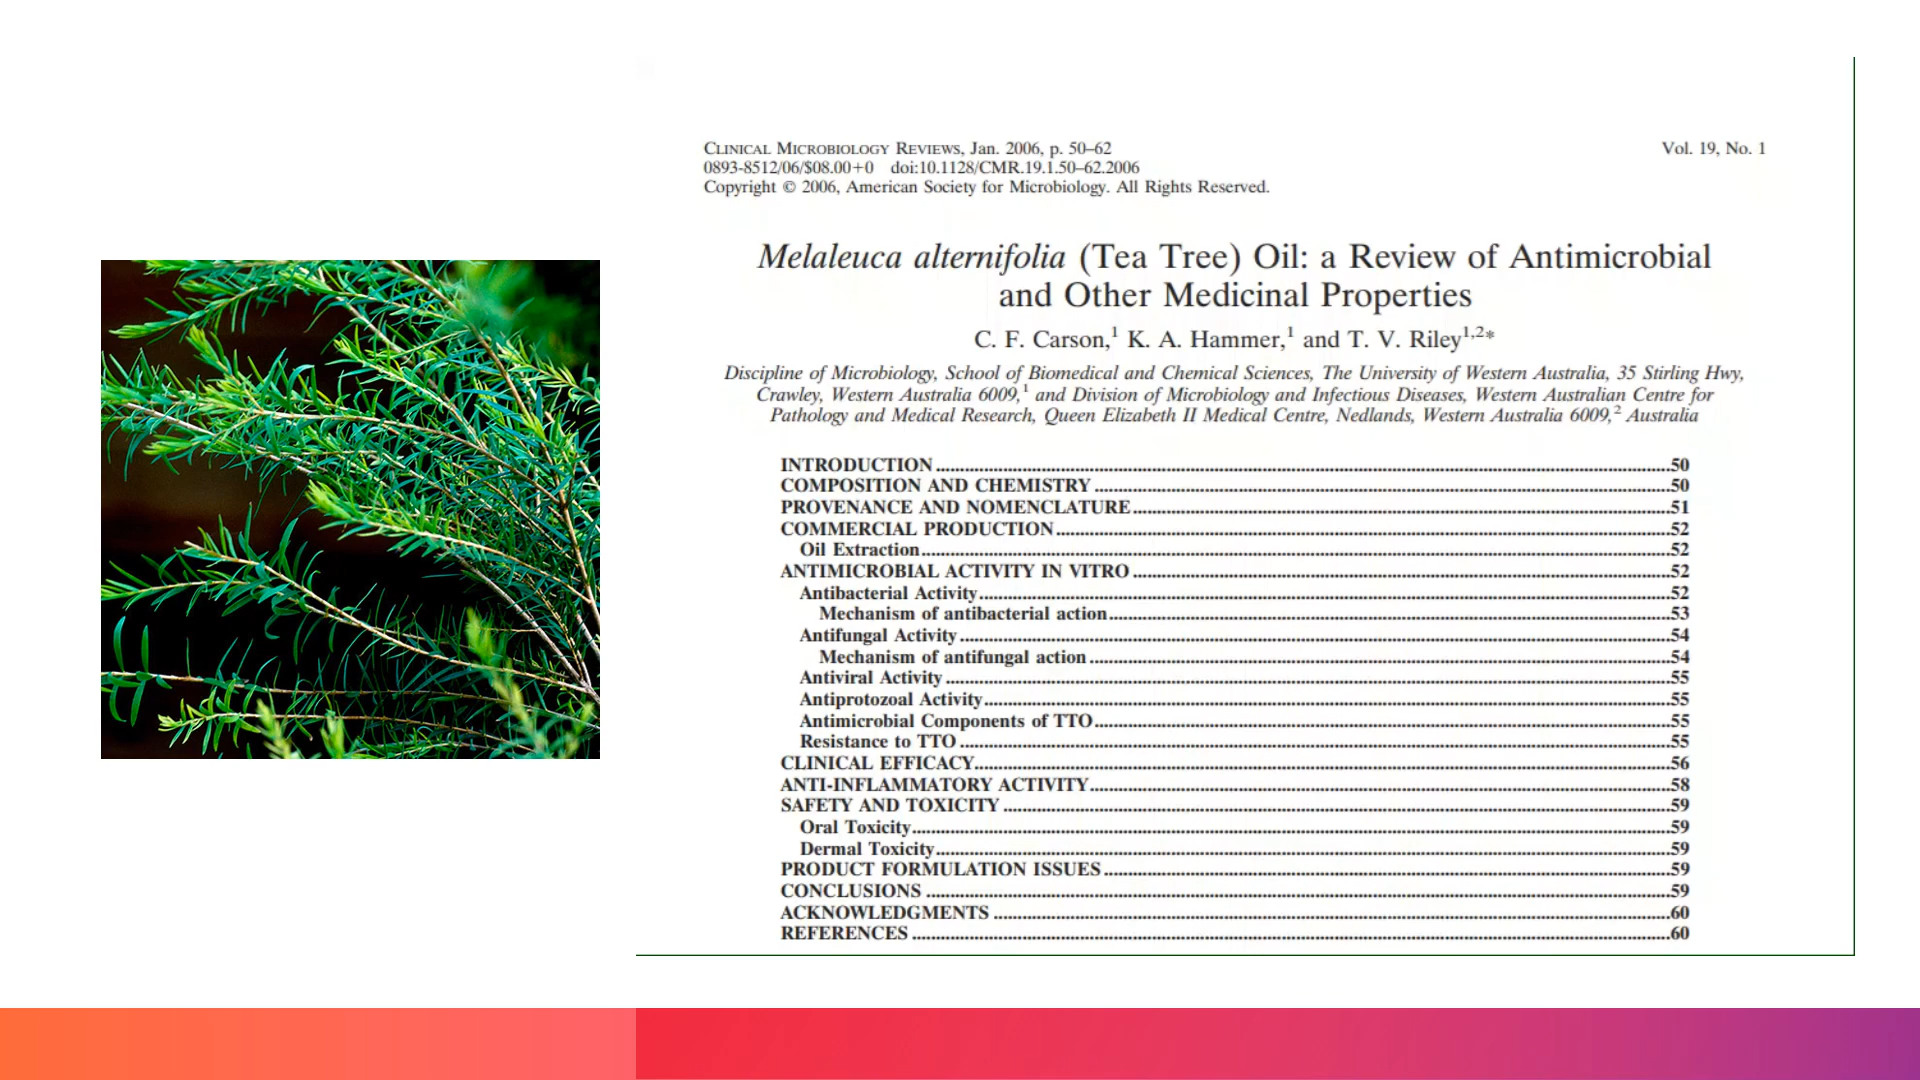 CLINICAL MICROBIOLOGY REVIEWS, Jan. 2006, p. 50–62
Vol. 19, No. 1
0893-8512/06/$08.00+0 doi:10.1128/CMR.19.1.50–62.2006
Copyright © 2006, American Society for Microbiology. All Rights Reserved.
Melaleuca alternifolia (Tea Tree) Oil: a Review of Antimicrobial
and Other Medicinal Properties
C. F. Carson,1 K. A. Hammer,1 and T. V. Riley1,2*
Discipline of Microbiology, School of Biomedical and Chemical Sciences, The University of Western Australia, 35 Stirling Hwy,
Crawley, Western Australia 6009,1 and Division of Microbiology and Infectious Diseases, Western Australian Centre for
Pathology and Medical Research, Queen Elizabeth II Medical Centre, Nedlands, Western Australia 6009,2 Australia
INTRODUCTION ... 50
COMPOSITION AND CHEMISTRY ... 50
PROVENANCE AND NOMENCLATURE ... 51
COMMERCIAL PRODUCTION ... 52
Oil Extraction ... 52
ANTIMICROBIAL ACTIVITY IN VITRO ... 52
Antibacterial Activity ... 52
Mechanism of antibacterial action ... 53
Antifungal Activity ... 54
Mechanism of antifungal action ... 54
Antiviral Activity ... 55
Antiprotozoal Activity ... 55
Antimicrobial Components of TTO ... 55
Resistance to TTO ... 55
CLINICAL EFFICACY ... 56
ANTI-INFLAMMATORY ACTIVITY ... 58
SAFETY AND TOXICITY ... 59
Oral Toxicity ... 59
Dermal Toxicity ... 59
PRODUCT FORMULATION ISSUES ... 59
CONCLUSIONS ... 59
ACKNOWLEDGMENTS ... 60
REFERENCES ... 60